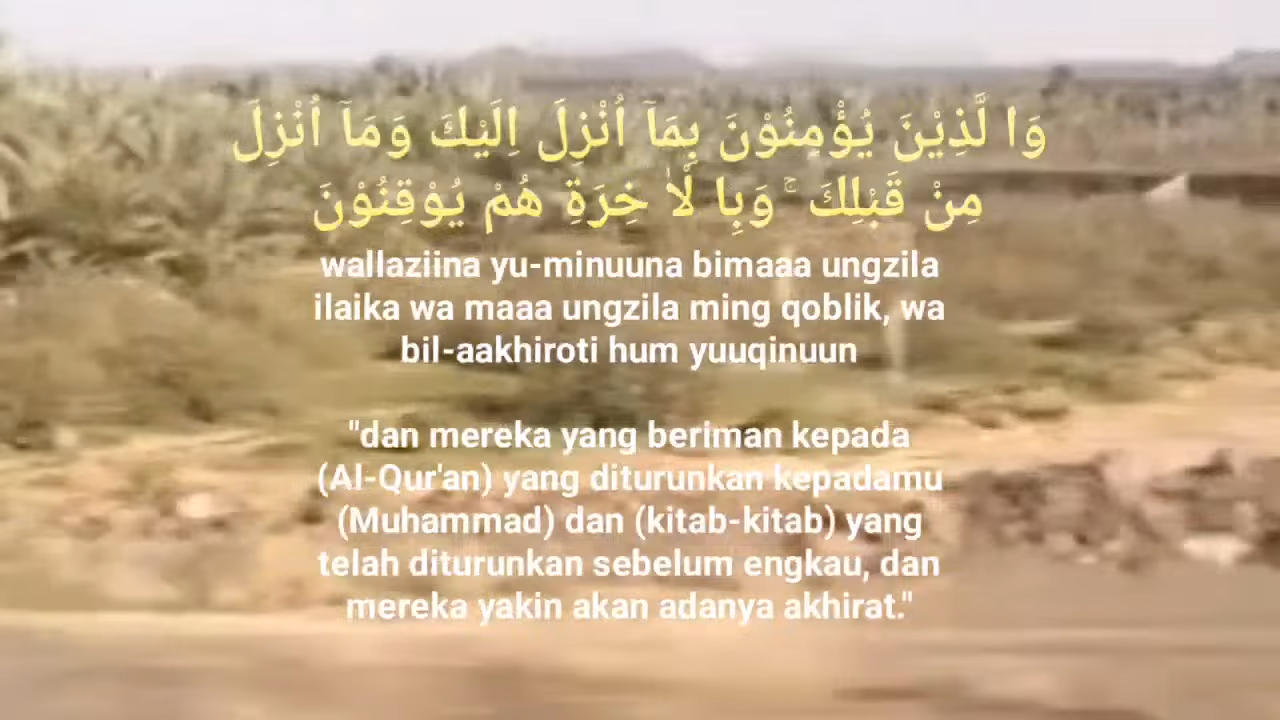 وَا لَّذِيْنَ يُؤْمِنُوْنَ بِمَاۤ اُنْزِلَ اِلَيْكَ وَمَاۤ اُنْزِلَ
مِنْ قَبْلِكَ ۚ وَبِا لْاٰ خِرَةِ هُمْ يُوْقِنُوْنَ
wallaziina yu-minuuna bimaaa ungzila
ilaika wa maaa ungzila ming qoblik, wa
bil-aakhiroti hum yuuqinuun
"dan mereka yang beriman kepada
(Al-Qur'an) yang diturunkan kepadamu
(Muhammad) dan (kitab-kitab) yang
telah diturunkan sebelum engkau, dan
mereka yakin akan adanya akhirat."